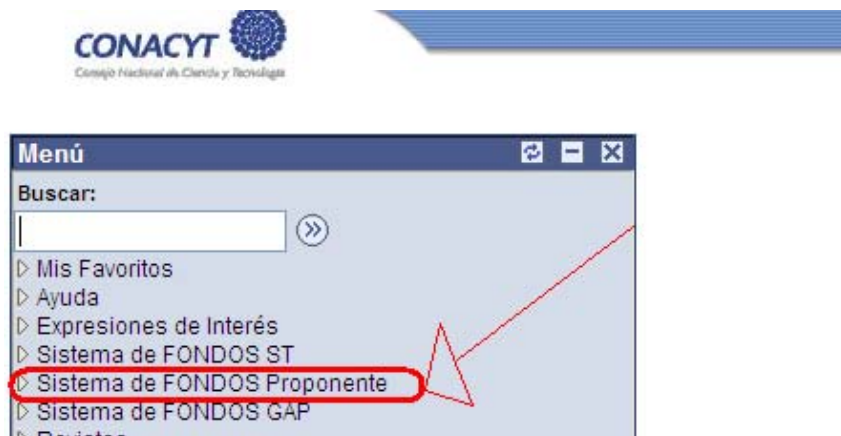 CONACYT
Consejo Nacional de Ciencia y Tecnología
Menú
Buscar:
Mis Favoritos
Ayuda
Expresiones de Interés
Sistema de FONDOS ST
Sistema de FONDOS Proponente
Sistema de FONDOS GAP